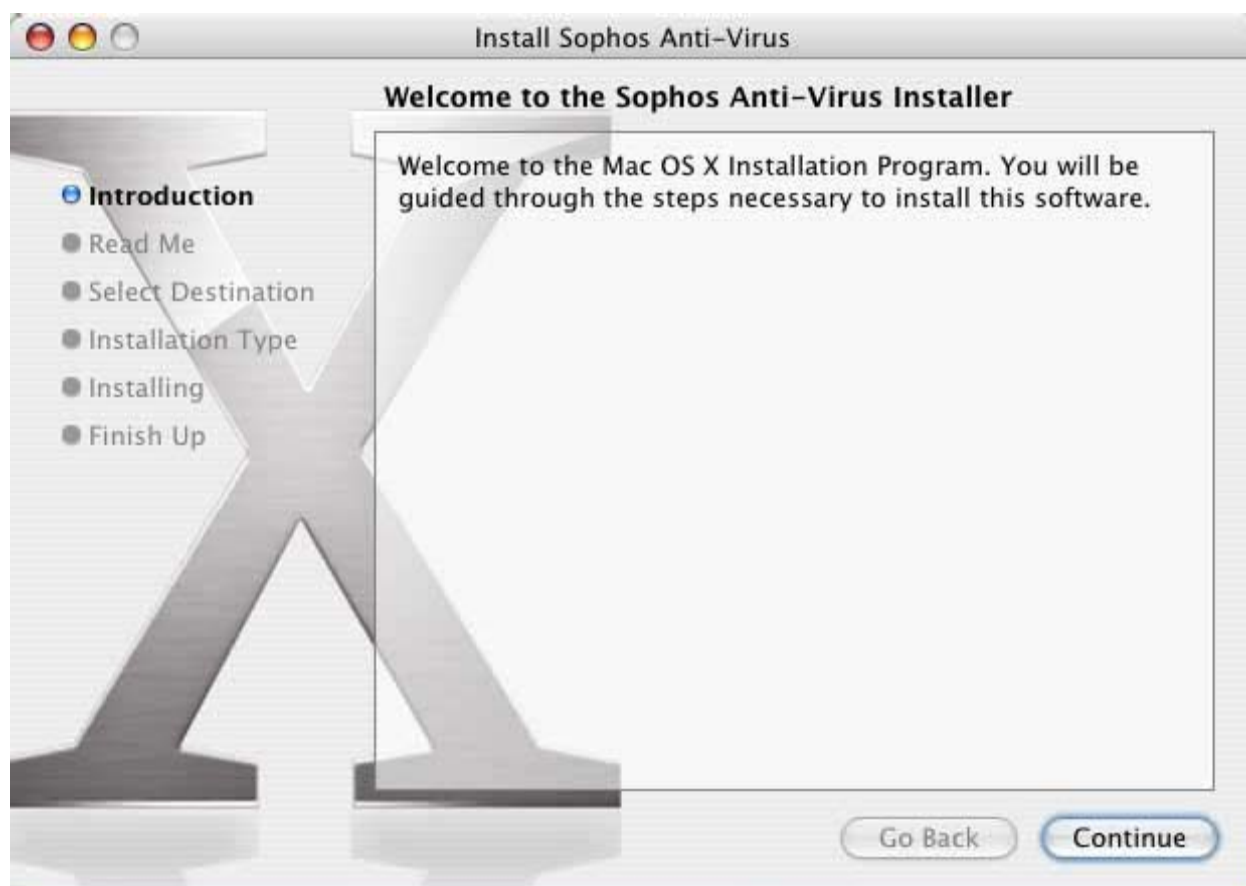 Install Sophos Anti-Virus
Welcome to the Sophos Anti-Virus Installer
Introduction
Read Me
Select Destination
Installation Type
Installing
Finish Up
Welcome to the Mac OS X Installation Program. You will be
guided through the steps necessary to install this software.
Go Back
Continue